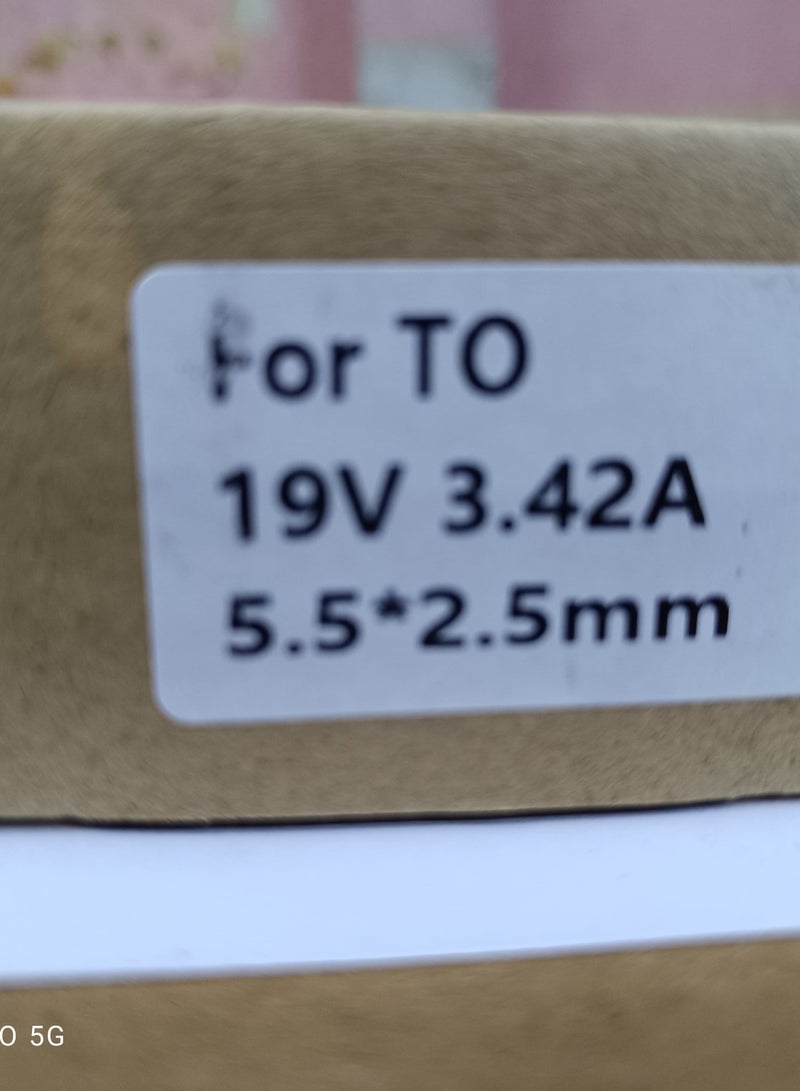 For TO
19V 3.42A
5.5*2.5mm
O 5G